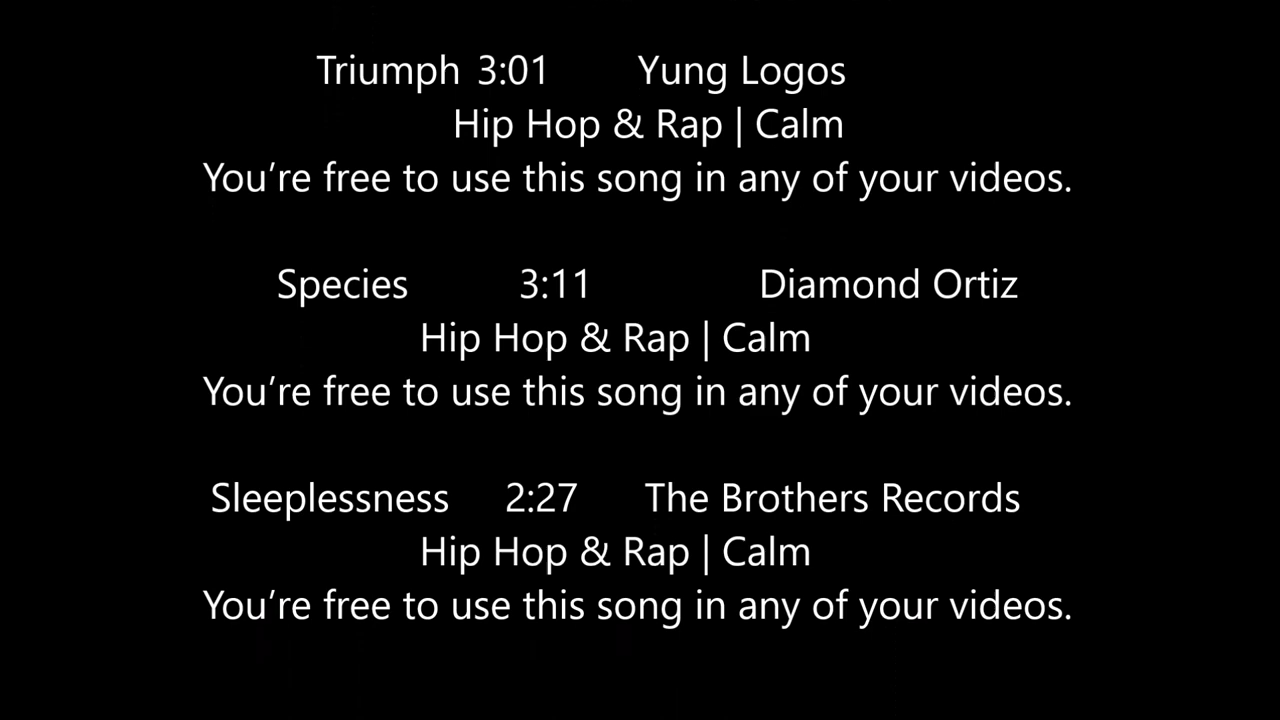 Triumph 3:01 Yung Logos
Hip Hop & Rap | Calm
You’re free to use this song in any of your videos.
Species 3:11 Diamond Ortiz
Hip Hop & Rap | Calm
You’re free to use this song in any of your videos.
Sleeplessness 2:27 The Brothers Records
Hip Hop & Rap | Calm
You’re free to use this song in any of your videos.